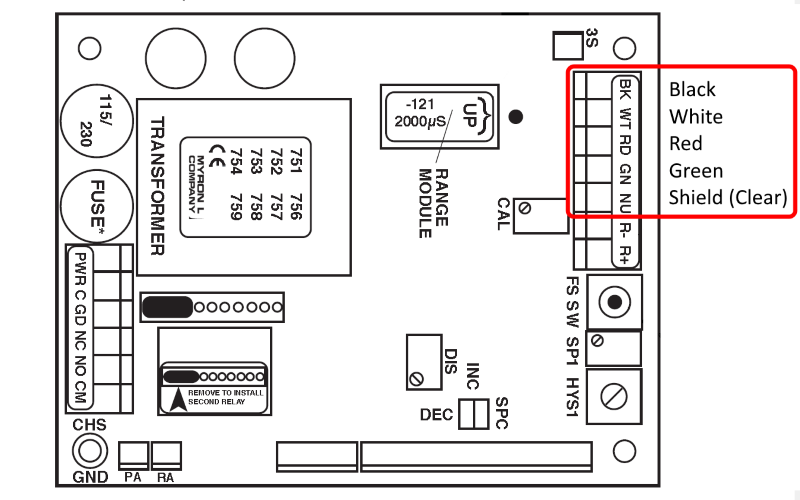 3S
BK WT RD GN NU R- R+
Black
White
Red
Green
Shield (Clear)
115/
230
FUSE*
TRANSFORMER
751 756
752 757
753 758
754 759
CE
MYRON L
COMPANY
-121
2000µS
UP
RANGE
MODULE
CAL
PWR C GD NC NO CM
FS SW
SP1
HYS1
REMOVE TO INSTALL
SECOND RELAY
DIS
INC
DEC
SPC
CHS
GND
PA
RA